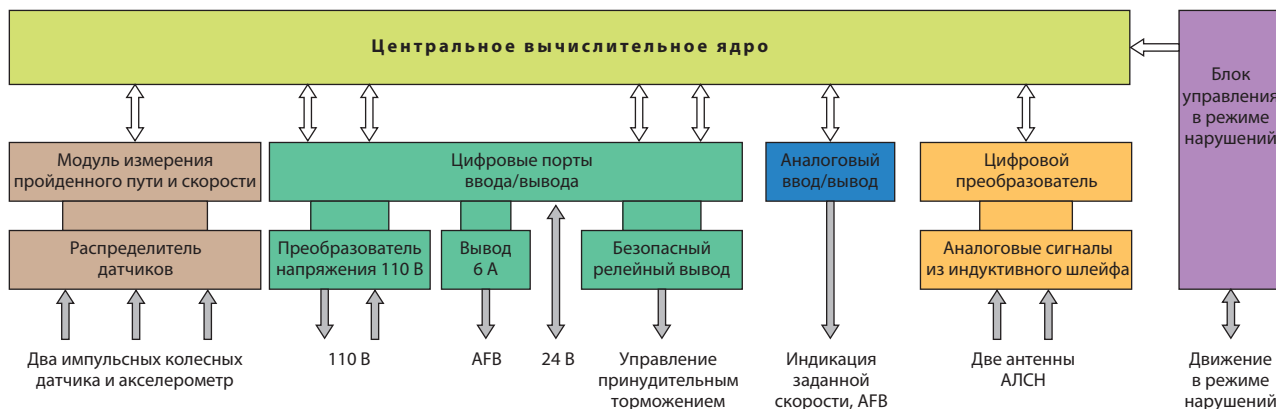 Центральное вычислительное ядро
Блок
управления
в режиме
нарушений
Модуль измерения
пройденного пути и скорости
Цифровые порты
ввода/вывода
Аналоговый
ввод/вывод
Цифровой
преобразователь
Распределитель
датчиков
Преобразователь
напряжения 110 В
Вывод
6 А
Безопасный
релейный вывод
Аналоговые сигналы
из индуктивного шлейфа
Два импульсных колесных
датчика и акселерометр
110 В
AFB
24 В
Управление
принудительным
торможением
Индикация
заданной
скорости, AFB
Две антенны
АЛСН
Движение
в режиме
нарушений